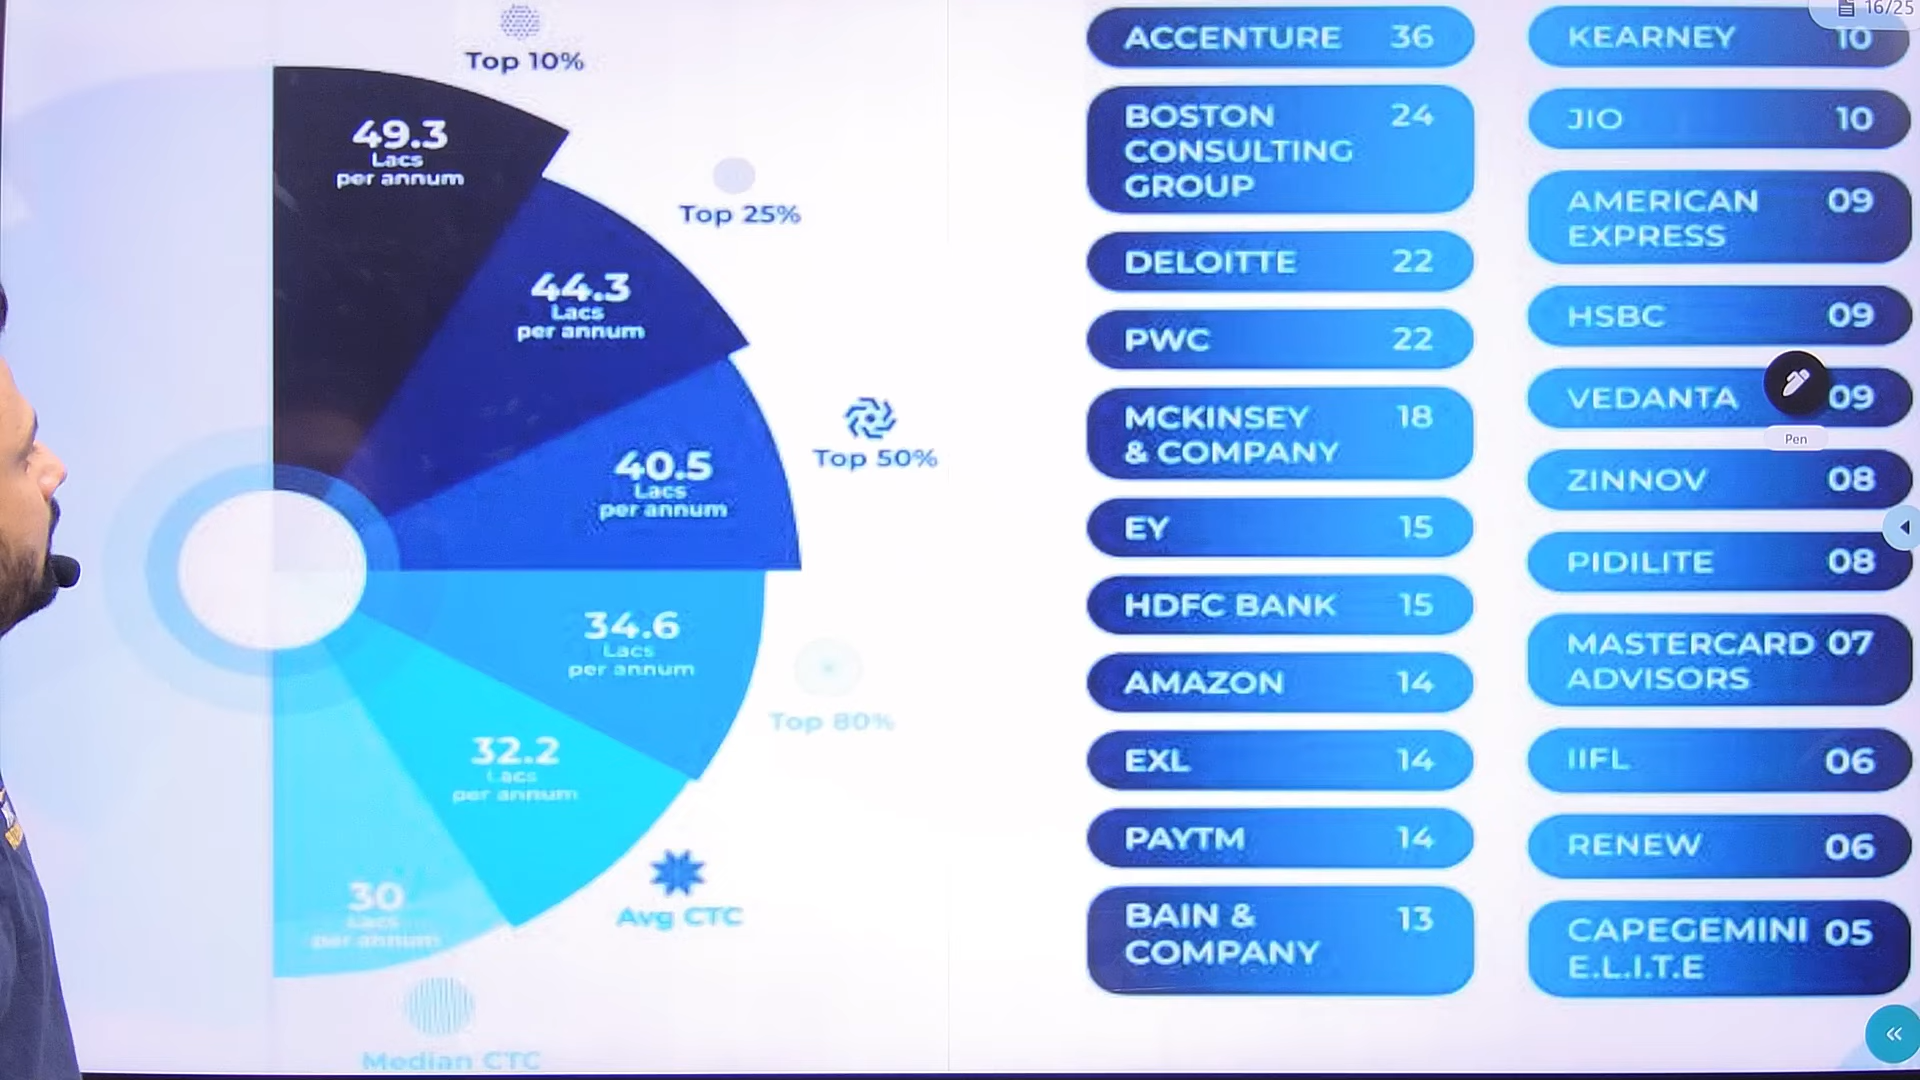 16/25
Top 10%
49.3
Lacs
per annum
Top 25%
44.3
Lacs
per annum
Top 50%
40.5
Lacs
per annum
34.6
Lacs
per annum
Top 80%
32.2
Lacs
per annum
Avg CTC
30
Lacs
per annum
Median CTC
ACCENTURE 36
BOSTON 24
CONSULTING
GROUP
DELOITTE 22
PWC 22
MCKINSEY 18
& COMPANY
EY 15
HDFC BANK 15
AMAZON 14
EXL 14
PAYTM 14
BAIN & 13
COMPANY
KEARNEY 10
JIO 10
AMERICAN 09
EXPRESS
HSBC 09
VEDANTA 09
Pen
ZINNOV 08
PIDILITE 08
MASTERCARD 07
ADVISORS
IIFL 06
RENEW 06
CAPEGEMINI 05
E.L.I.T.E